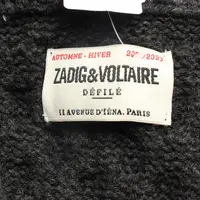 AUTOMNE - HIVER
ZADIG&VOLTAIRE
DÉFILÉ
11 AVENUE D'IÉNA, PARIS